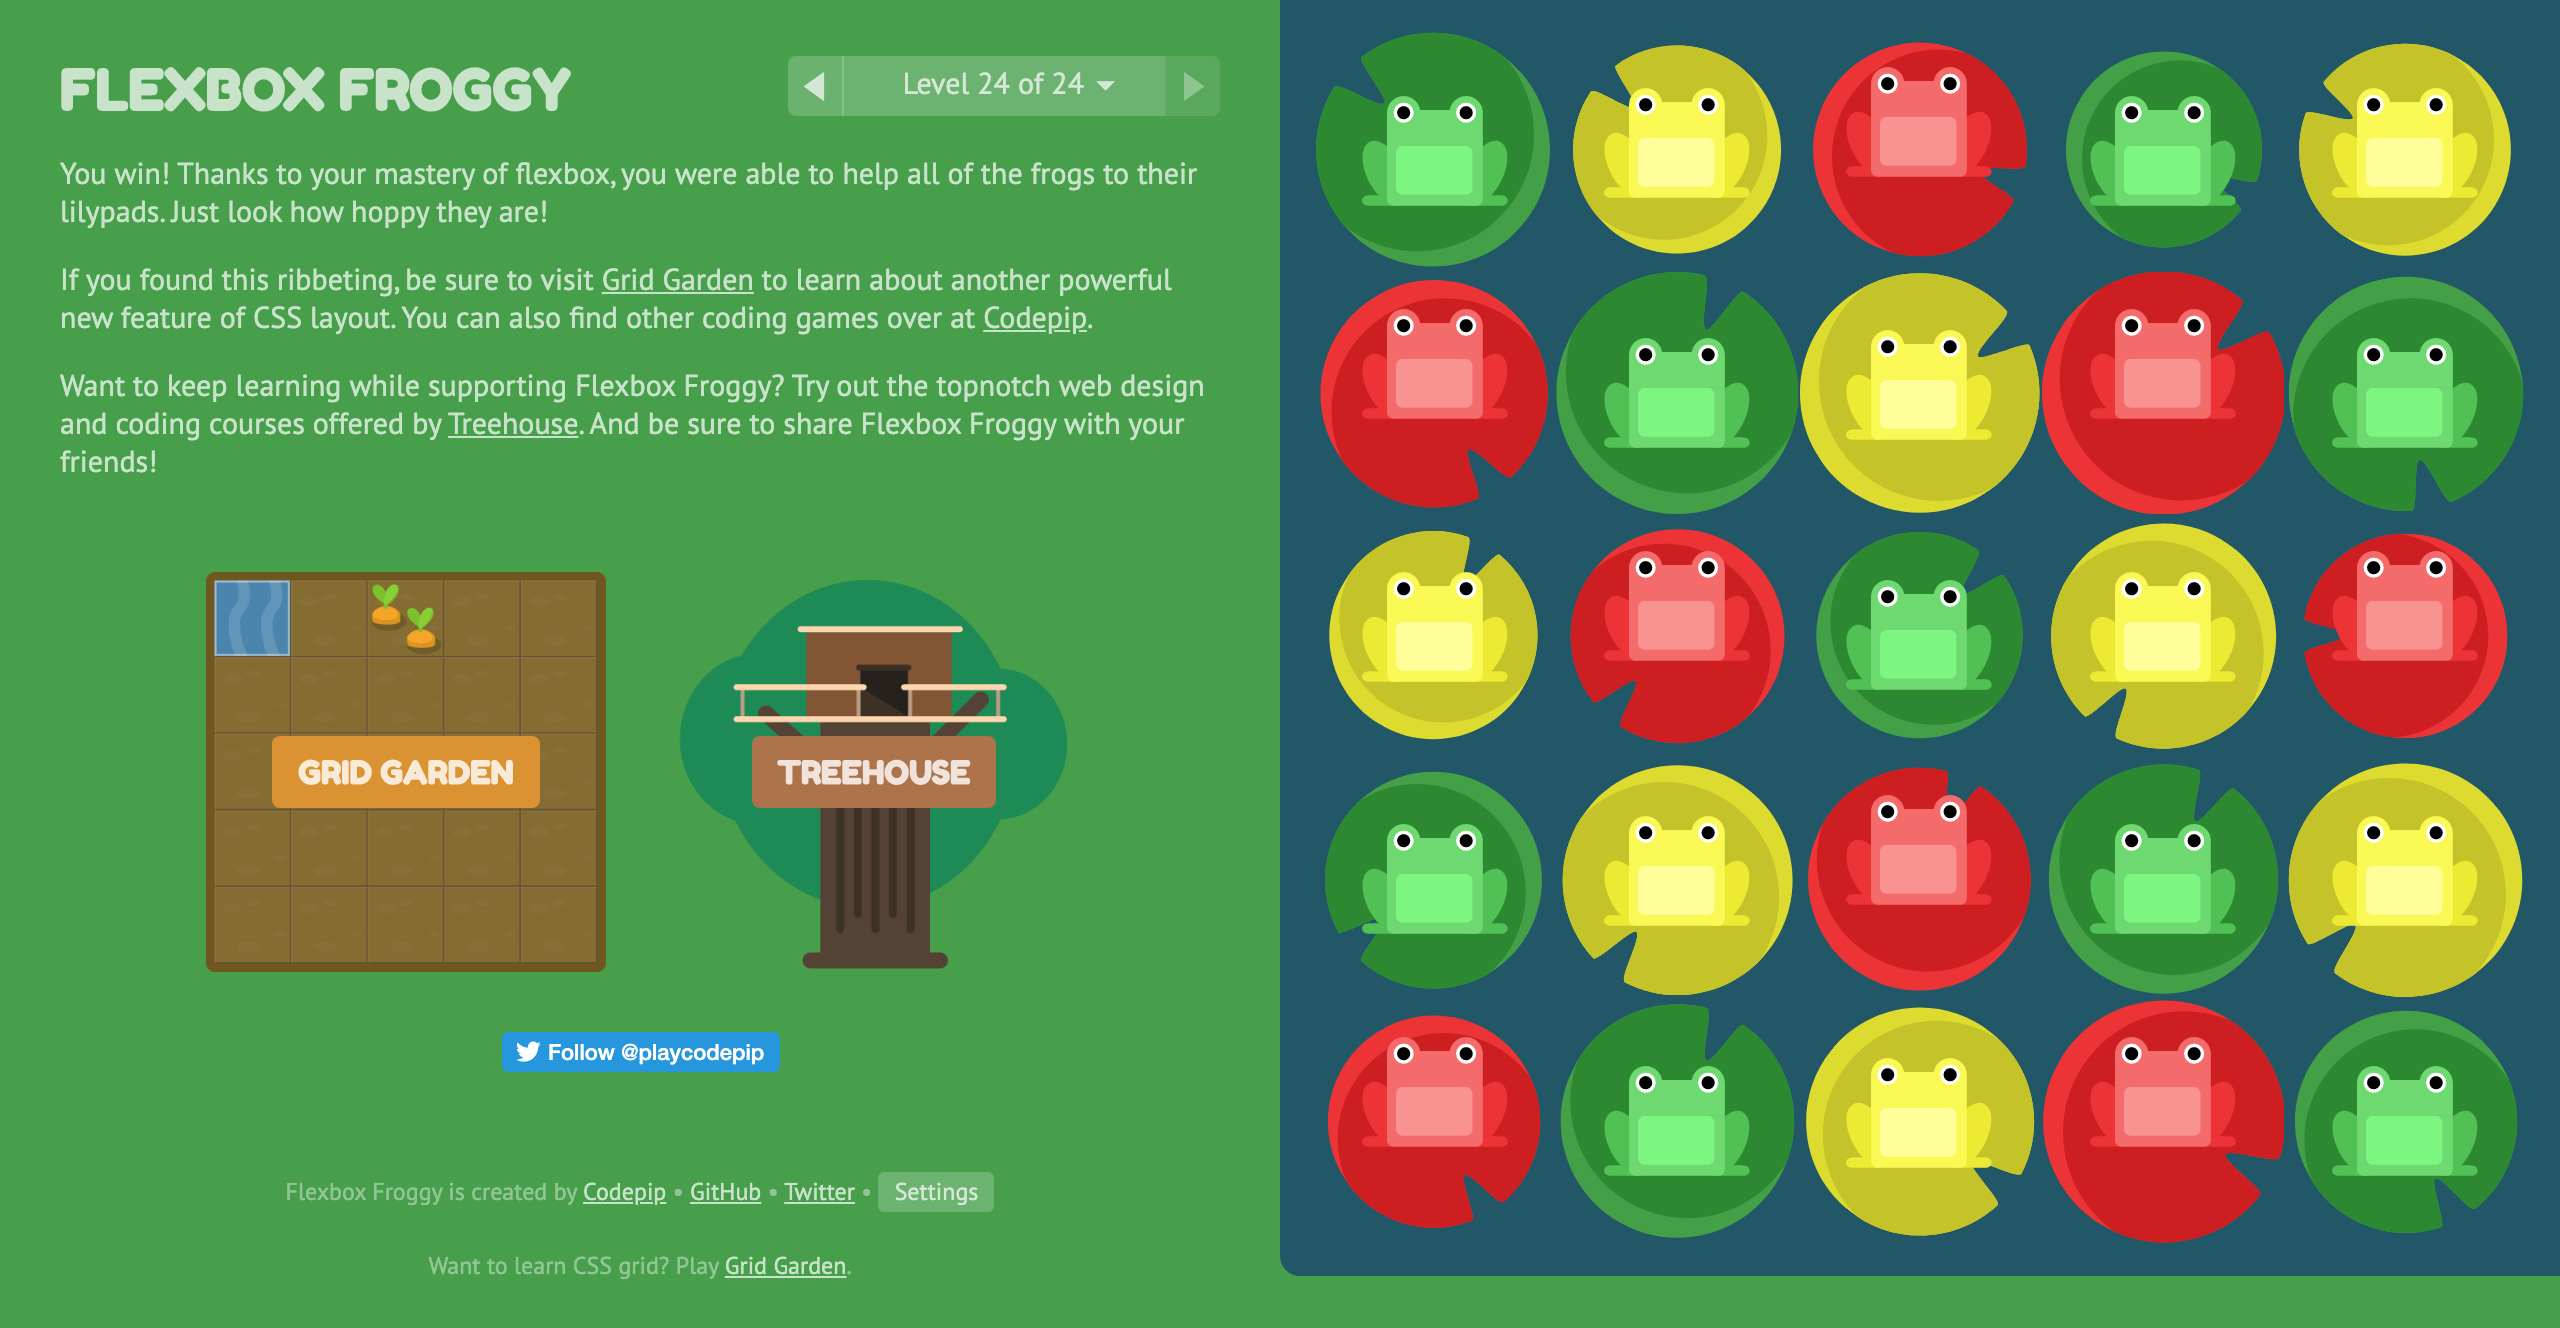 FLEXBOX FROGGY
Level 24 of 24
You win! Thanks to your mastery of flexbox, you were able to help all of the frogs to their
lilypads. Just look how hoppy they are!
If you found this ribbeting, be sure to visit Grid Garden to learn about another powerful
new feature of CSS layout. You can also find other coding games over at Codepip.
Want to keep learning while supporting Flexbox Froggy? Try out the topnotch web design
and coding courses offered by Treehouse. And be sure to share Flexbox Froggy with your
friends!
GRID GARDEN
TREEHOUSE
Follow @playcodepip
Flexbox Froggy is created by Codepip • GitHub • Twitter • Settings
Want to learn CSS grid? Play Grid Garden.